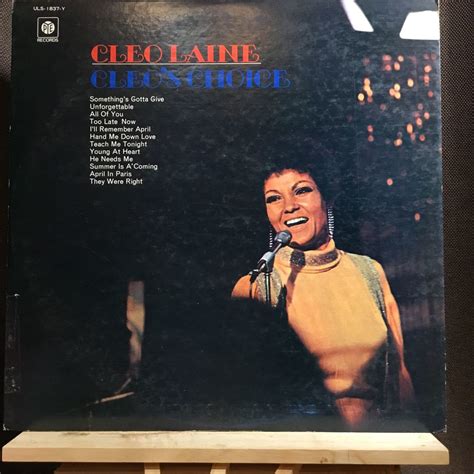 ULS-1837-Y
PYE
RECORDS
CLEO LAINE
CLEO'S CHOICE
Something's Gotta Give
Unforgettable
All Of You
Too Late Now
I'll Remember April
Hand Me Down Love
Teach Me Tonight
Young At Heart
He Needs Me
Summer Is A'Coming
April In Paris
They Were Right